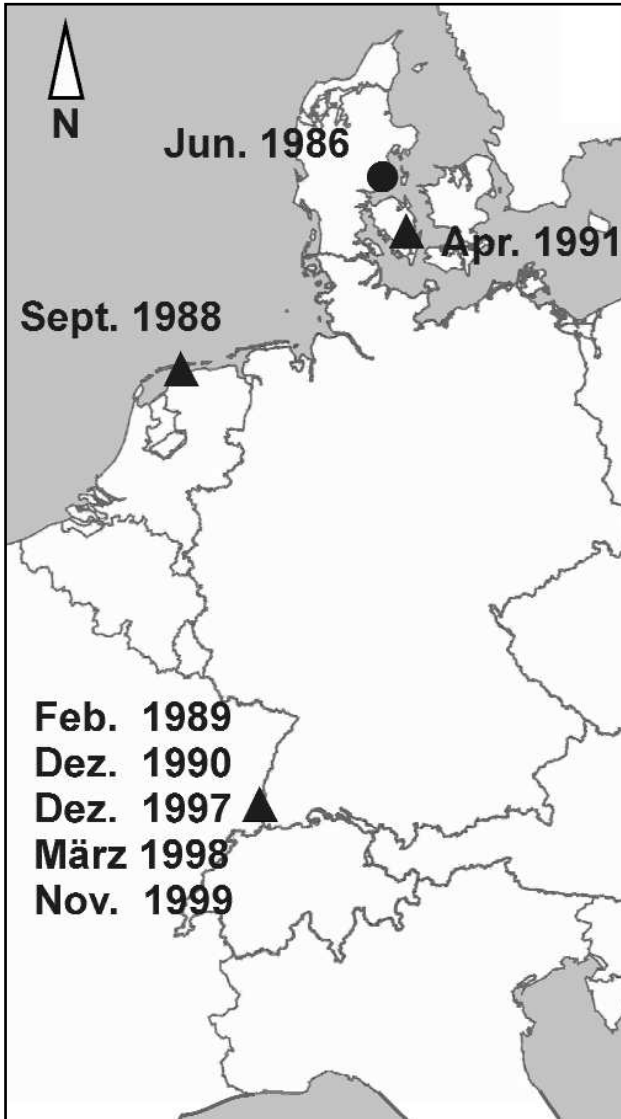 N
Jun. 1986
Apr. 1991
Sept. 1988
Feb. 1989
Dez. 1990
Dez. 1997
März 1998
Nov. 1999